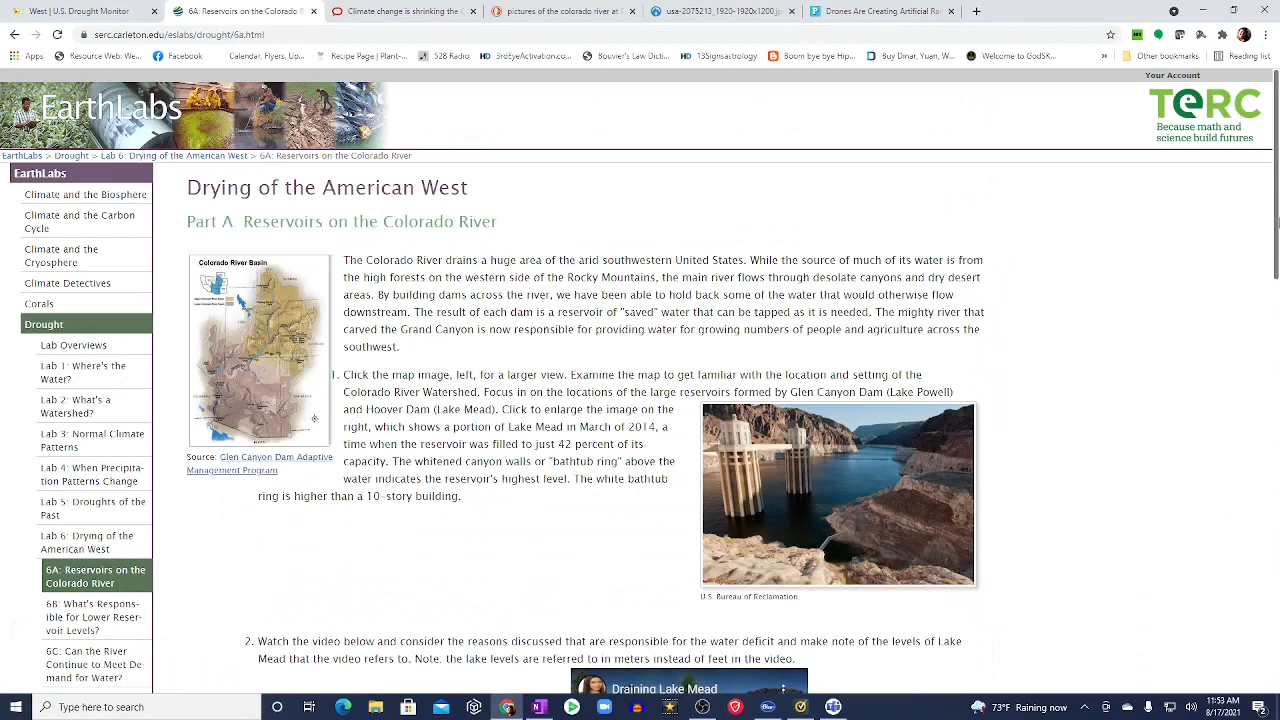 West | U.S. Drought Monitor
6A: Reservoirs on the Colorado R
Climate change is shrinking the C
pictures of the colorado river at
usa-2075213_1920-1920x1200.jp
Drones Are Creating Artificial Ra
serc.carleton.edu/eslabs/drought/6a.html
Apps
Resource Web: We...
Facebook
Calendar, Flyers, Up...
Recipe Page | Plant-...
528 Radio
3rdEyeActivation.co...
Bouvier's Law Dictio...
13Signsastrology
Boom bye bye Harp...
Buy Dinar, Yuan, W...
Welcome to GodSK...
Other bookmarks
Reading list
Your Account
EarthLabs
TERC
Because math and
science build futures
EarthLabs > Drought > Lab 6: Drying of the American West > 6A: Reservoirs on the Colorado River
EarthLabs
Climate and the Biosphere
Climate and the Carbon
Cycle
Climate and the
Cryosphere
Climate Detectives
Corals
Drought
Lab Overviews
Lab 1: Where's the
Water?
Lab 2: What's a
Watershed?
Lab 3: Normal Climate
Patterns
Lab 4: When Precipita-
tion Patterns Change
Lab 5: Droughts of the
Past
Lab 6: Drying of the
American West
6A: Reservoirs on the
Colorado River
6B: What's Respons-
ible for Lower Reser-
voir Levels?
6C: Can the River
Continue to Meet De-
mand for Water?
Drying of the American West
Part A Reservoirs on the Colorado River
Colorado River Basin
The Colorado River drains a huge area of the arid southwestern United States. While the source of much of its water is from
the high forests on the western side of the Rocky Mountains, the main river flows through desolate canyons and dry desert
areas. By building dams across the river, we have been able to hold back some of the water that would otherwise flow
downstream. The result of each dam is a reservoir of "saved" water that can be tapped as it is needed. The mighty river that
carved the Grand Canyon is now responsible for providing water for growing numbers of people and agriculture across the
southwest.
Source: Glen Canyon Dam Adaptive
Management Program
1. Click the map image, left, for a larger view. Examine the map to get familiar with the location and setting of the
Colorado River Watershed. Focus in on the locations of the large reservoirs formed by Glen Canyon Dam (Lake Powell)
and Hoover Dam (Lake Mead). Click to enlarge the image on the
right, which shows a portion of Lake Mead in March of 2014, a
time when the reservoir was filled to just 42 percent of its
capacity. The whitened canyon walls or "bathtub ring" above the
water indicates the reservoir's highest level. The white bathtub
ring is higher than a 10-story building.
U.S. Bureau of Reclamation
2. Watch the video below and consider the reasons discussed that are responsible for the water deficit and make note of the levels of Lake
Mead that the video refers to. Note: the lake levels are referred to in meters instead of feet in the video.
Draining Lake Mead
Type here to search
73°F Raining now
11:53 AM
8/17/2021